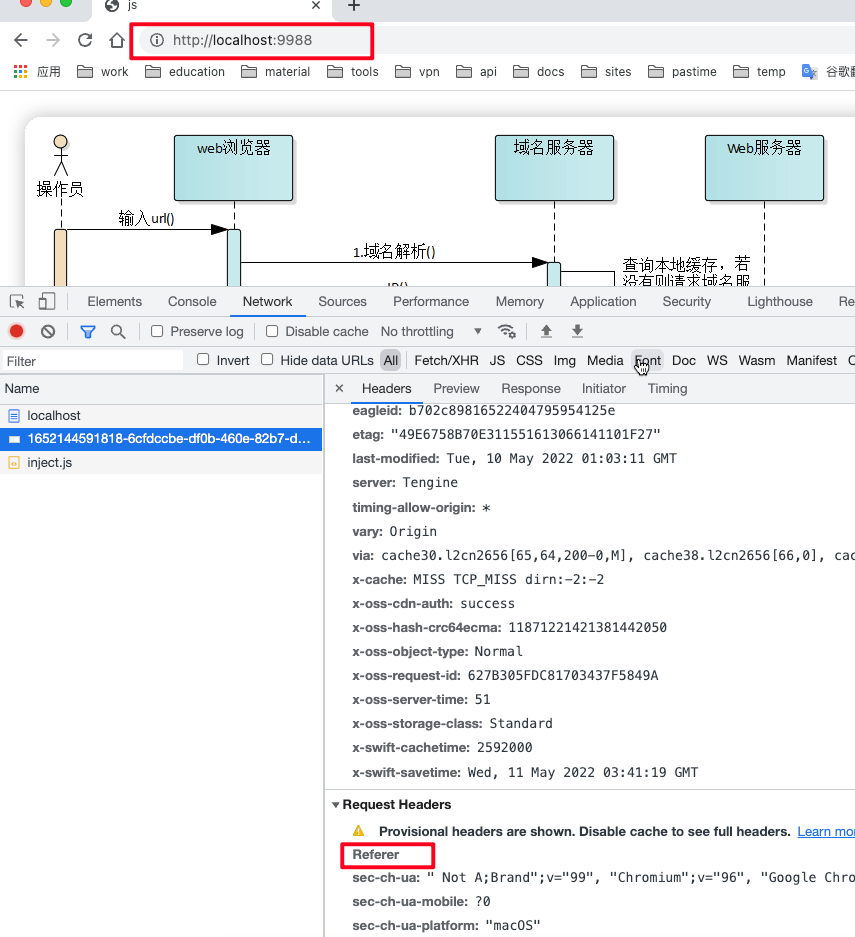 js
http://localhost:9988
应用 work education material tools vpn api docs sites pastime temp 谷歌翻
web浏览器 域名服务器 Web服务器
操作员
输入url()
1.域名解析()
查询本地缓存，若
没有则请求域名服
IP()
Elements Console Network Sources Performance Memory Application Security Lighthouse Re
Preserve log Disable cache No throttling
Filter Invert Hide data URLs All Fetch/XHR JS CSS Img Media Font Doc WS Wasm Manifest
Name Headers Preview Response Initiator Timing
localhost
1652144591818-6cfdccbe-df0b-460e-82b7-d...
inject.js
eagleid: b702c89816522404795954125e
etag: "49E6758B70E311551613066141101F27"
last-modified: Tue, 10 May 2022 01:03:11 GMT
server: Tengine
timing-allow-origin: *
vary: Origin
via: cache30.l2cn2656[65,64,200-0,M], cache38.l2cn2656[66,0], cac
x-cache: MISS TCP_MISS dirn:-2:-2
x-oss-cdn-auth: success
x-oss-hash-crc64ecma: 11871221421381442050
x-oss-object-type: Normal
x-oss-request-id: 627B305FDC81703437F5849A
x-oss-server-time: 51
x-oss-storage-class: Standard
x-swift-cachetime: 2592000
x-swift-savetime: Wed, 11 May 2022 03:41:19 GMT
Request Headers
Provisional headers are shown. Disable cache to see full headers. Learn mor
Referer
sec-ch-ua: " Not A;Brand";v="99", "Chromium";v="96", "Google Chro
sec-ch-ua-mobile: ?0
sec-ch-ua-platform: "macOS"